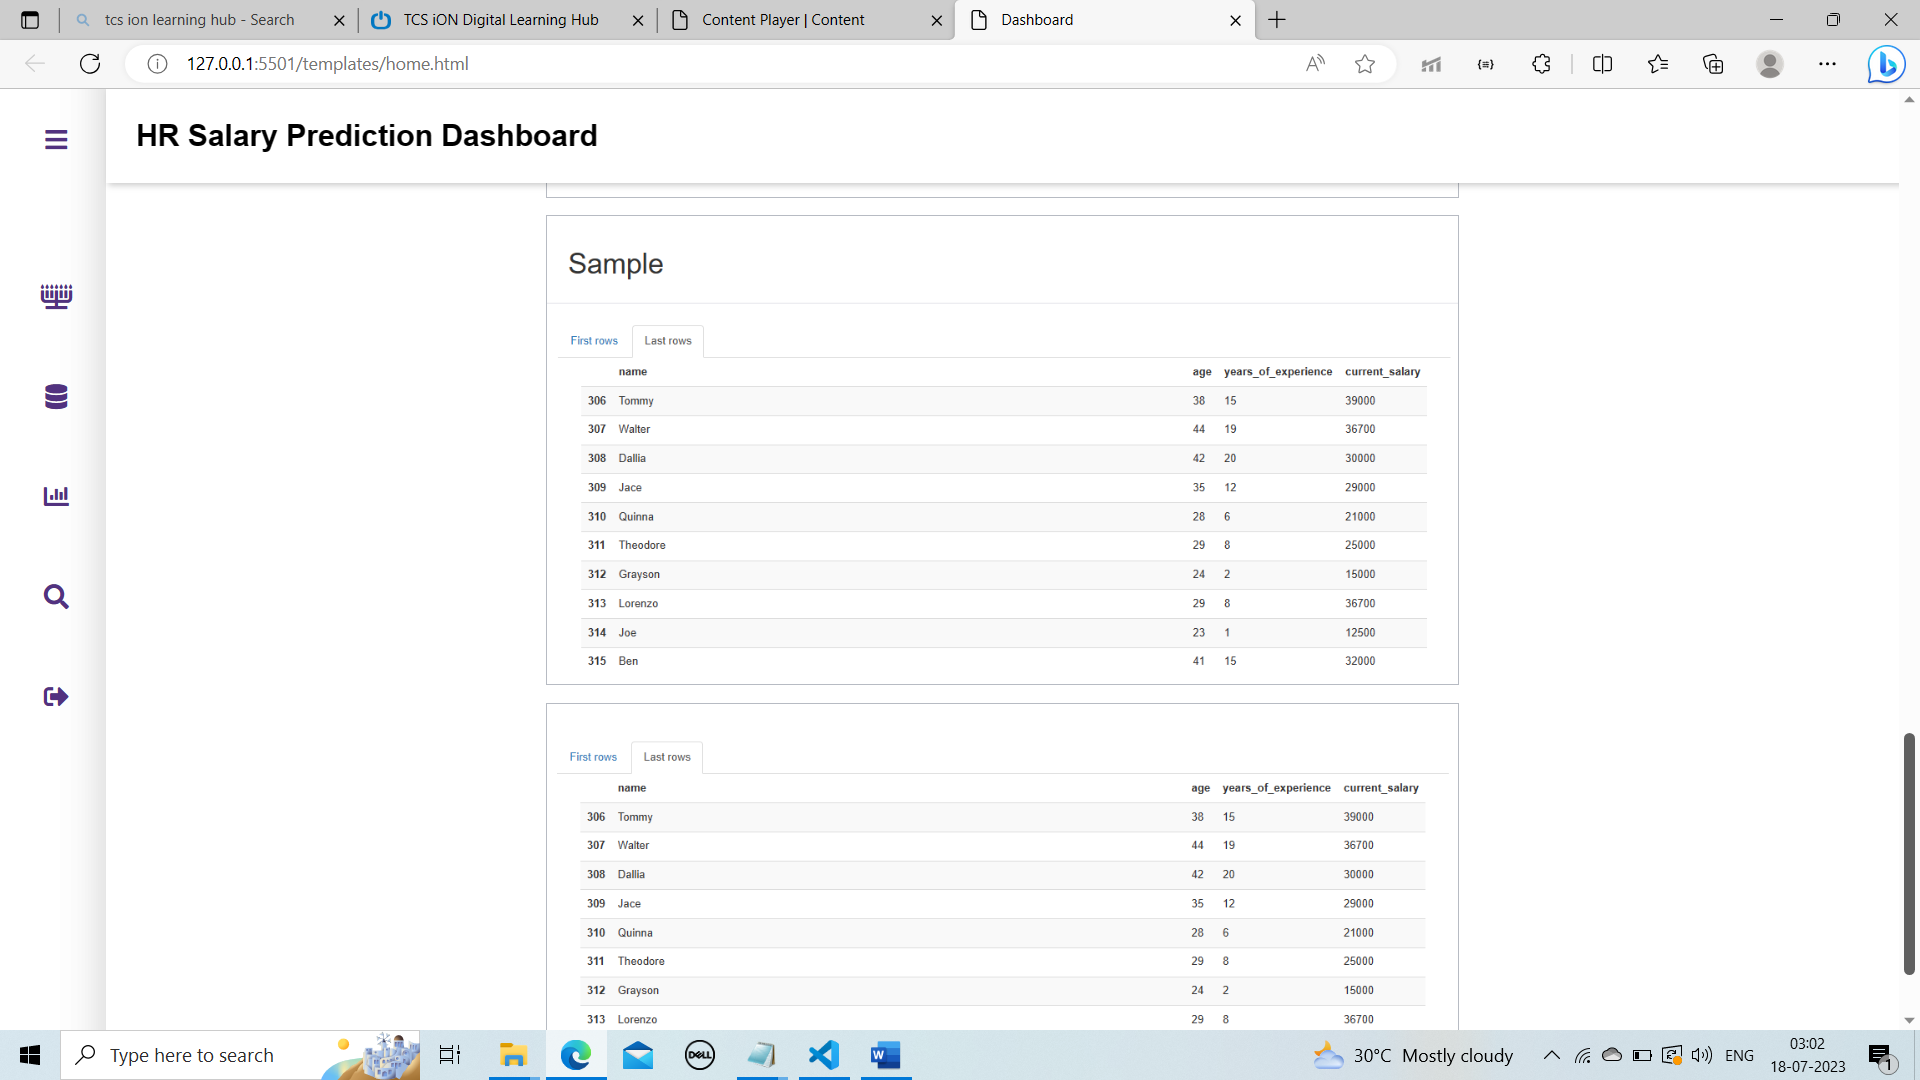 tcs ion learning hub - Search
TCS iON Digital Learning Hub
Content Player | Content
Dashboard
127.0.0.1:5501/templates/home.html
HR Salary Prediction Dashboard
Sample
First rows Last rows
name age years_of_experience current_salary
306 Tommy 38 15 39000
307 Walter 44 19 36700
308 Dallia 42 20 30000
309 Jace 35 12 29000
310 Quinna 28 6 21000
311 Theodore 29 8 25000
312 Grayson 24 2 15000
313 Lorenzo 29 8 36700
314 Joe 23 1 12500
315 Ben 41 15 32000
First rows Last rows
name age years_of_experience current_salary
306 Tommy 38 15 39000
307 Walter 44 19 36700
308 Dallia 42 20 30000
309 Jace 35 12 29000
310 Quinna 28 6 21000
311 Theodore 29 8 25000
312 Grayson 24 2 15000
313 Lorenzo 29 8 36700
Type here to search
DELL
W
30°C Mostly cloudy
ENG
03:02
18-07-2023
1